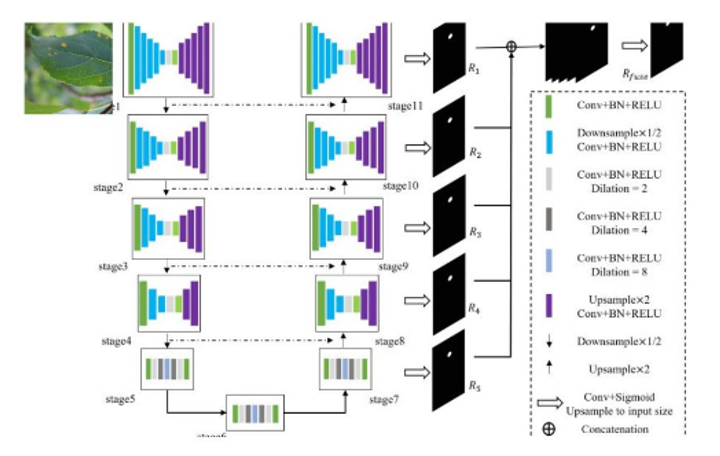 stage11
R1
Rfuse
stage2
stage10
R2
stage3
stage9
R3
stage4
stage8
R4
stage5
stage7
R5
Conv+BN+RELU
Downsample×1/2
Conv+BN+RELU
Conv+BN+RELU
Dilation = 2
Conv+BN+RELU
Dilation = 4
Conv+BN+RELU
Dilation = 8
Upsample×2
Conv+BN+RELU
Downsample×1/2
Upsample×2
Conv+Sigmoid
Upsample to input size
Concatenation